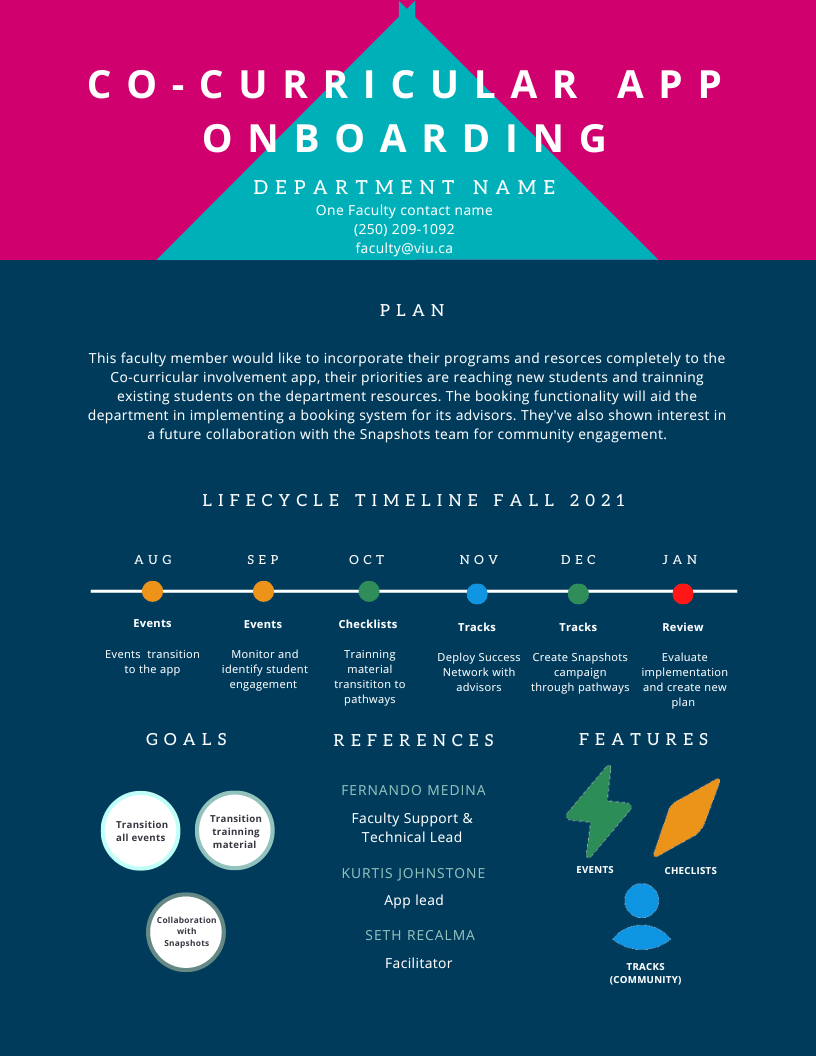 CO-CURRICULAR APP
ONBOARDING
DEPARTMENT NAME
One Faculty contact name
(250) 209-1092
faculty@viu.ca
PLAN
This faculty member would like to incorporate their programs and resorces completely to the
Co-curricular involvement app, their priorities are reaching new students and trainning
existing students on the department resources. The booking functionality will aid the
department in implementing a booking system for its advisors. They've also shown interest in
a future collaboration with the Snapshots team for community engagement.
LIFECYCLE TIMELINE FALL 2021
AUG
Events
Events transition
to the app
SEP
Events
Monitor and
identify student
engagement
OCT
Checklists
Trainning
material
transititon to
pathways
NOV
Tracks
Deploy Success
Network with
advisors
DEC
Tracks
Create Snapshots
campaign
through pathways
JAN
Review
Evaluate
implementation
and create new
plan
GOALS
Transition
all events
Transition
trainning
material
Collaboration
with
Snapshots
REFERENCES
FERNANDO MEDINA
Faculty Support &
Technical Lead
KURTIS JOHNSTONE
App lead
SETH RECALMA
Facilitator
FEATURES
EVENTS
CHECLISTS
TRACKS
(COMMUNITY)